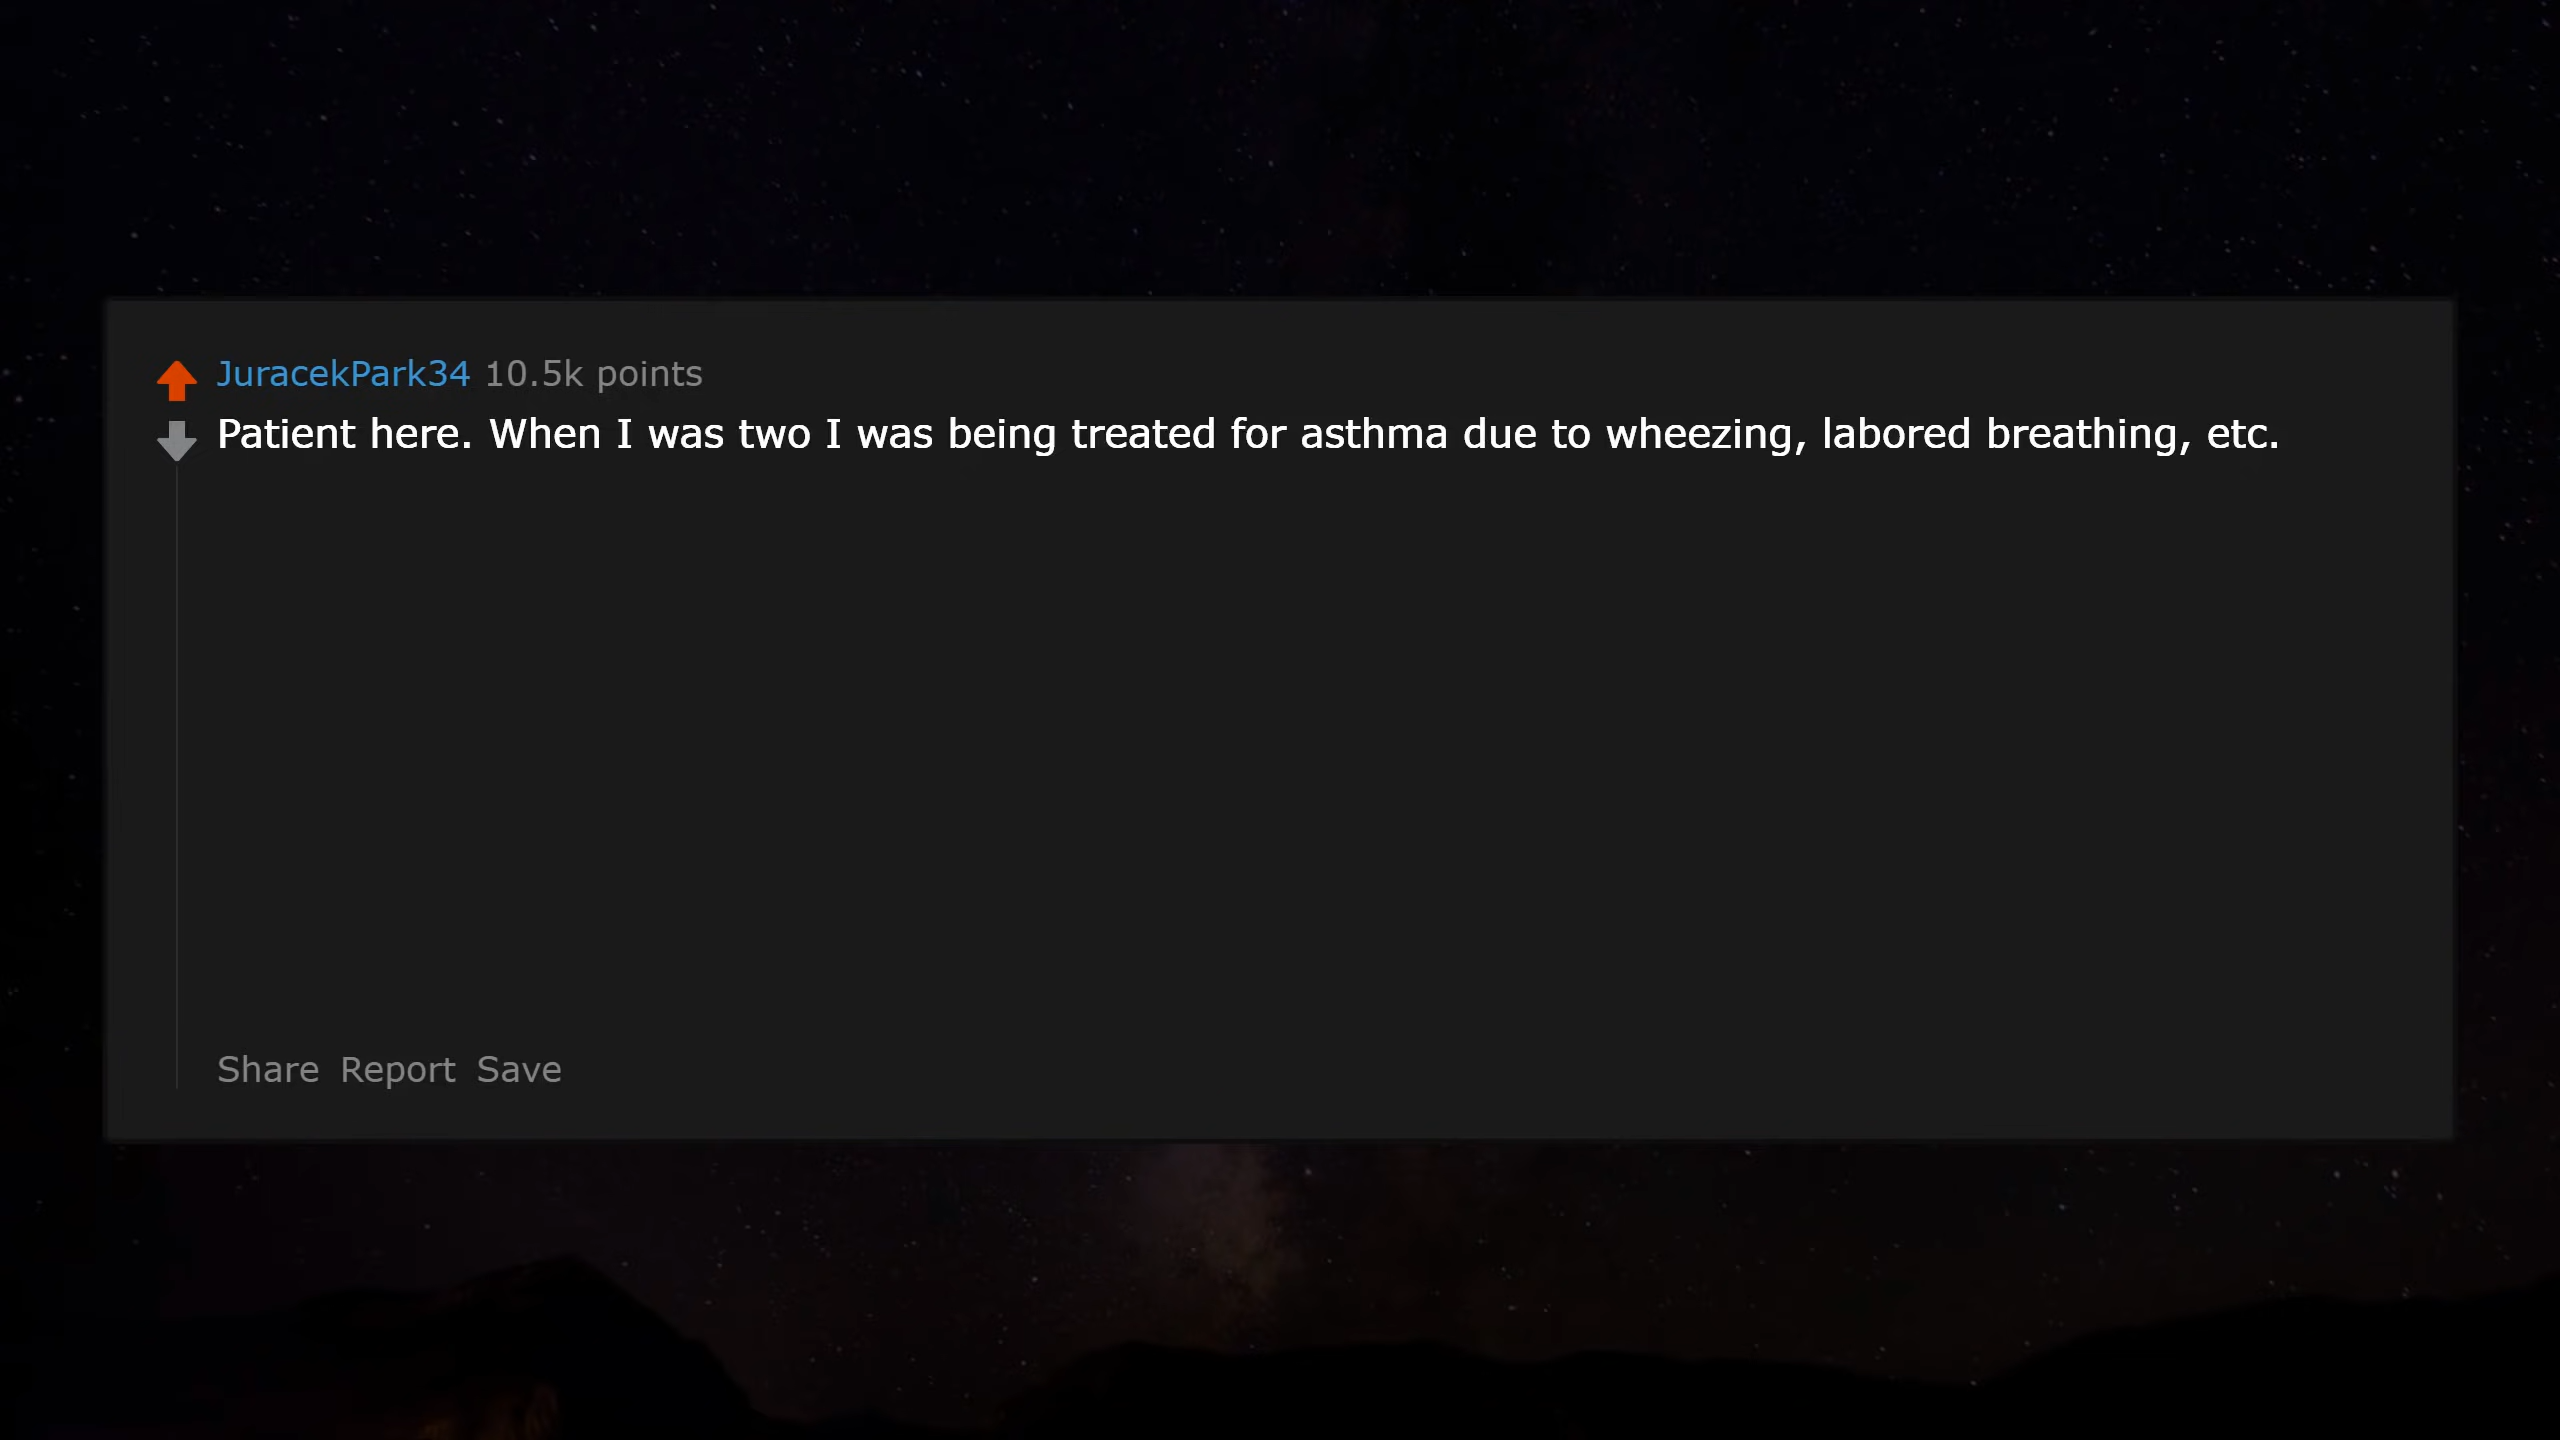 JuracekPark34 10.5k points
Patient here. When I was two I was being treated for asthma due to wheezing, labored breathing, etc.
Share Report Save